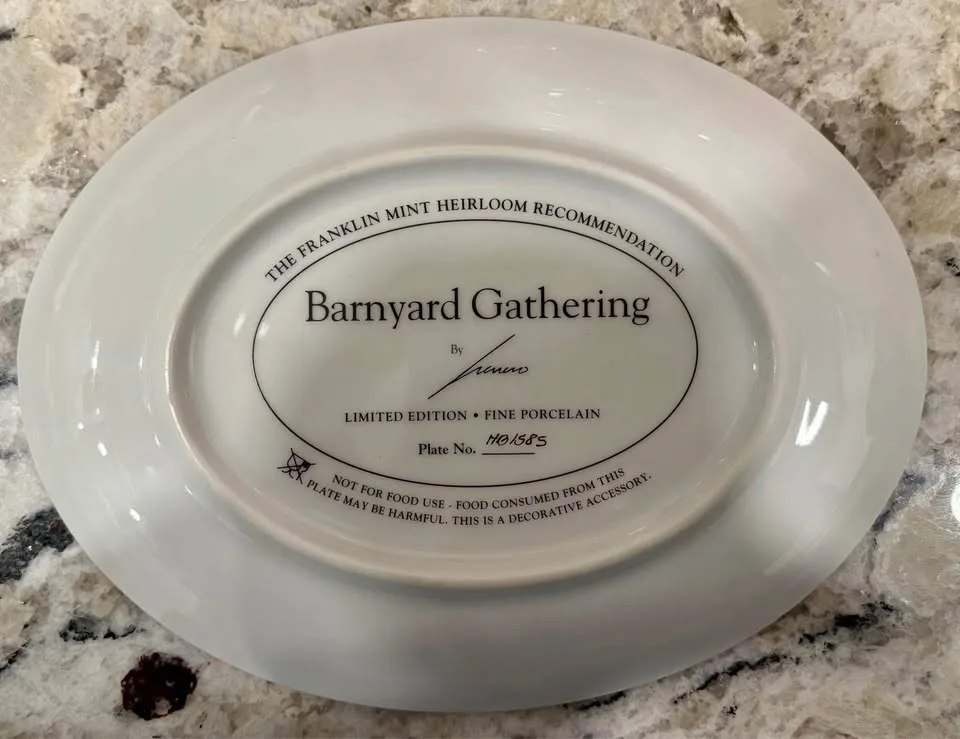 THE FRANKLIN MINT HEIRLOOM RECOMMENDATION
Barnyard Gathering
By
LIMITED EDITION • FINE PORCELAIN
Plate No. HB1585
NOT FOR FOOD USE - FOOD CONSUMED FROM THIS
PLATE MAY BE HARMFUL. THIS IS A DECORATIVE ACCESSORY.